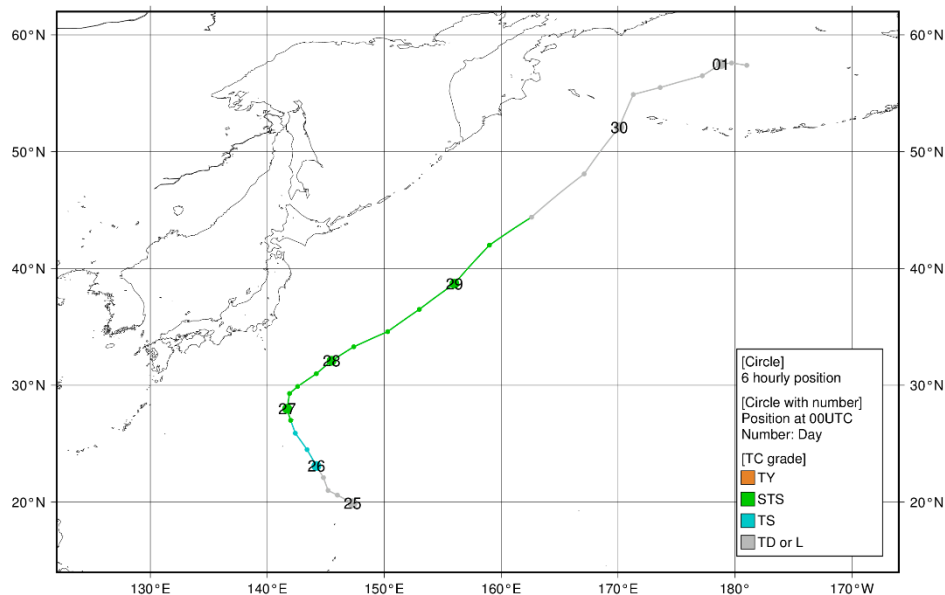 60°N 60°N
01
30
50°N 50°N
40°N 40°N
29
28
30°N 30°N
27
26
25
20°N 20°N
[Circle]
6 hourly position
[Circle with number]
Position at 00UTC
Number: Day
[TC grade]
TY
STS
TS
TD or L
130°E 140°E 150°E 160°E 170°E 180° 170°W